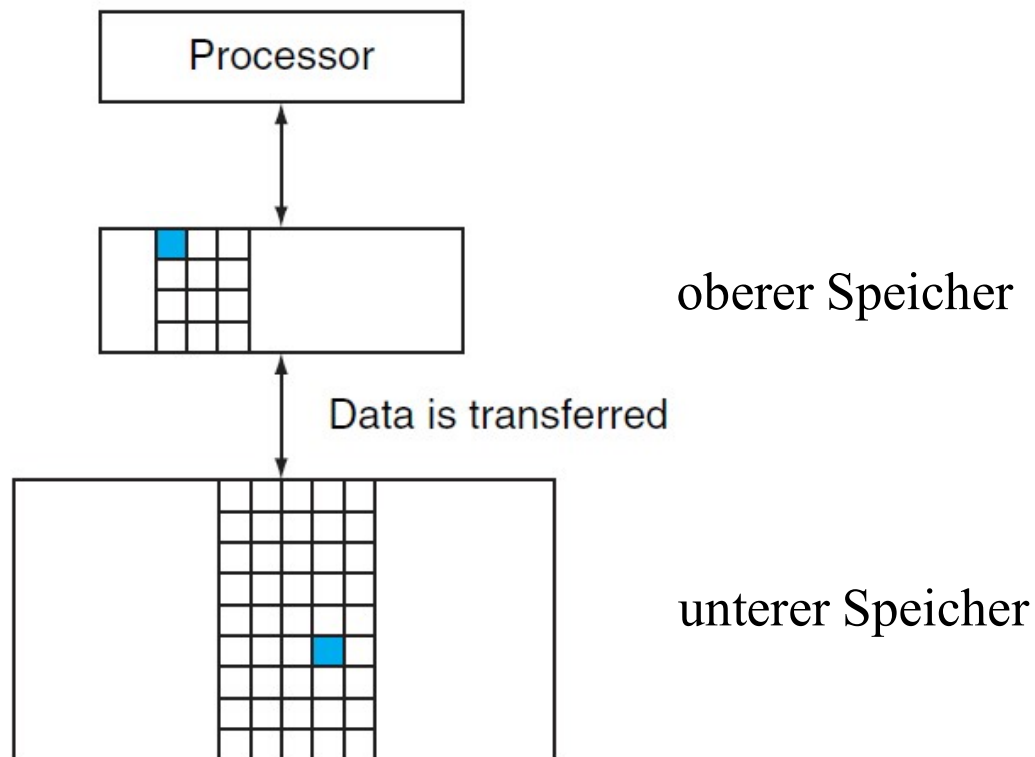 Processor
oberer Speicher
Data is transferred
unterer Speicher